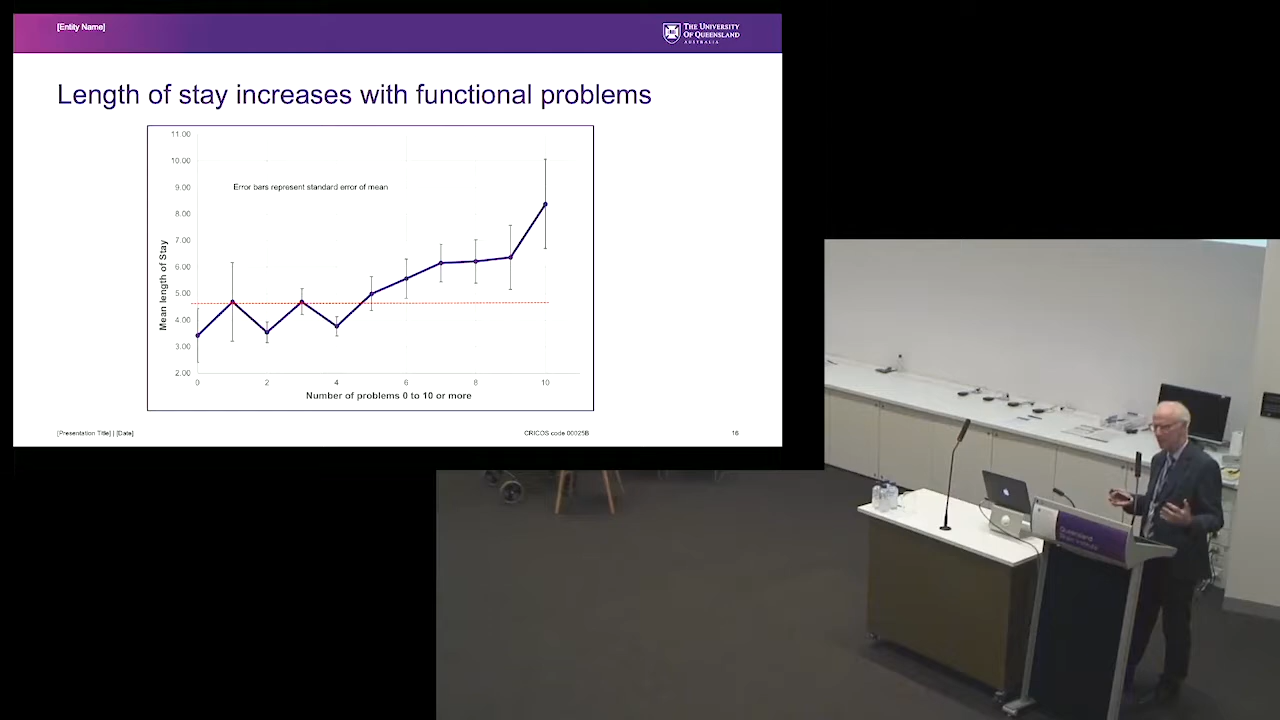 [Entity Name]
THE UNIVERSITY
OF QUEENSLAND
AUSTRALIA
Length of stay increases with functional problems
11.00
10.00
9.00
8.00
7.00
6.00
5.00
4.00
3.00
2.00
Mean length of Stay
Error bars represent standard error of mean
0
2
4
6
8
10
Number of problems 0 to 10 or more
[Presentation Title] | [Date]
CRICOS code 00025B
16
Queensland
Brain Institute